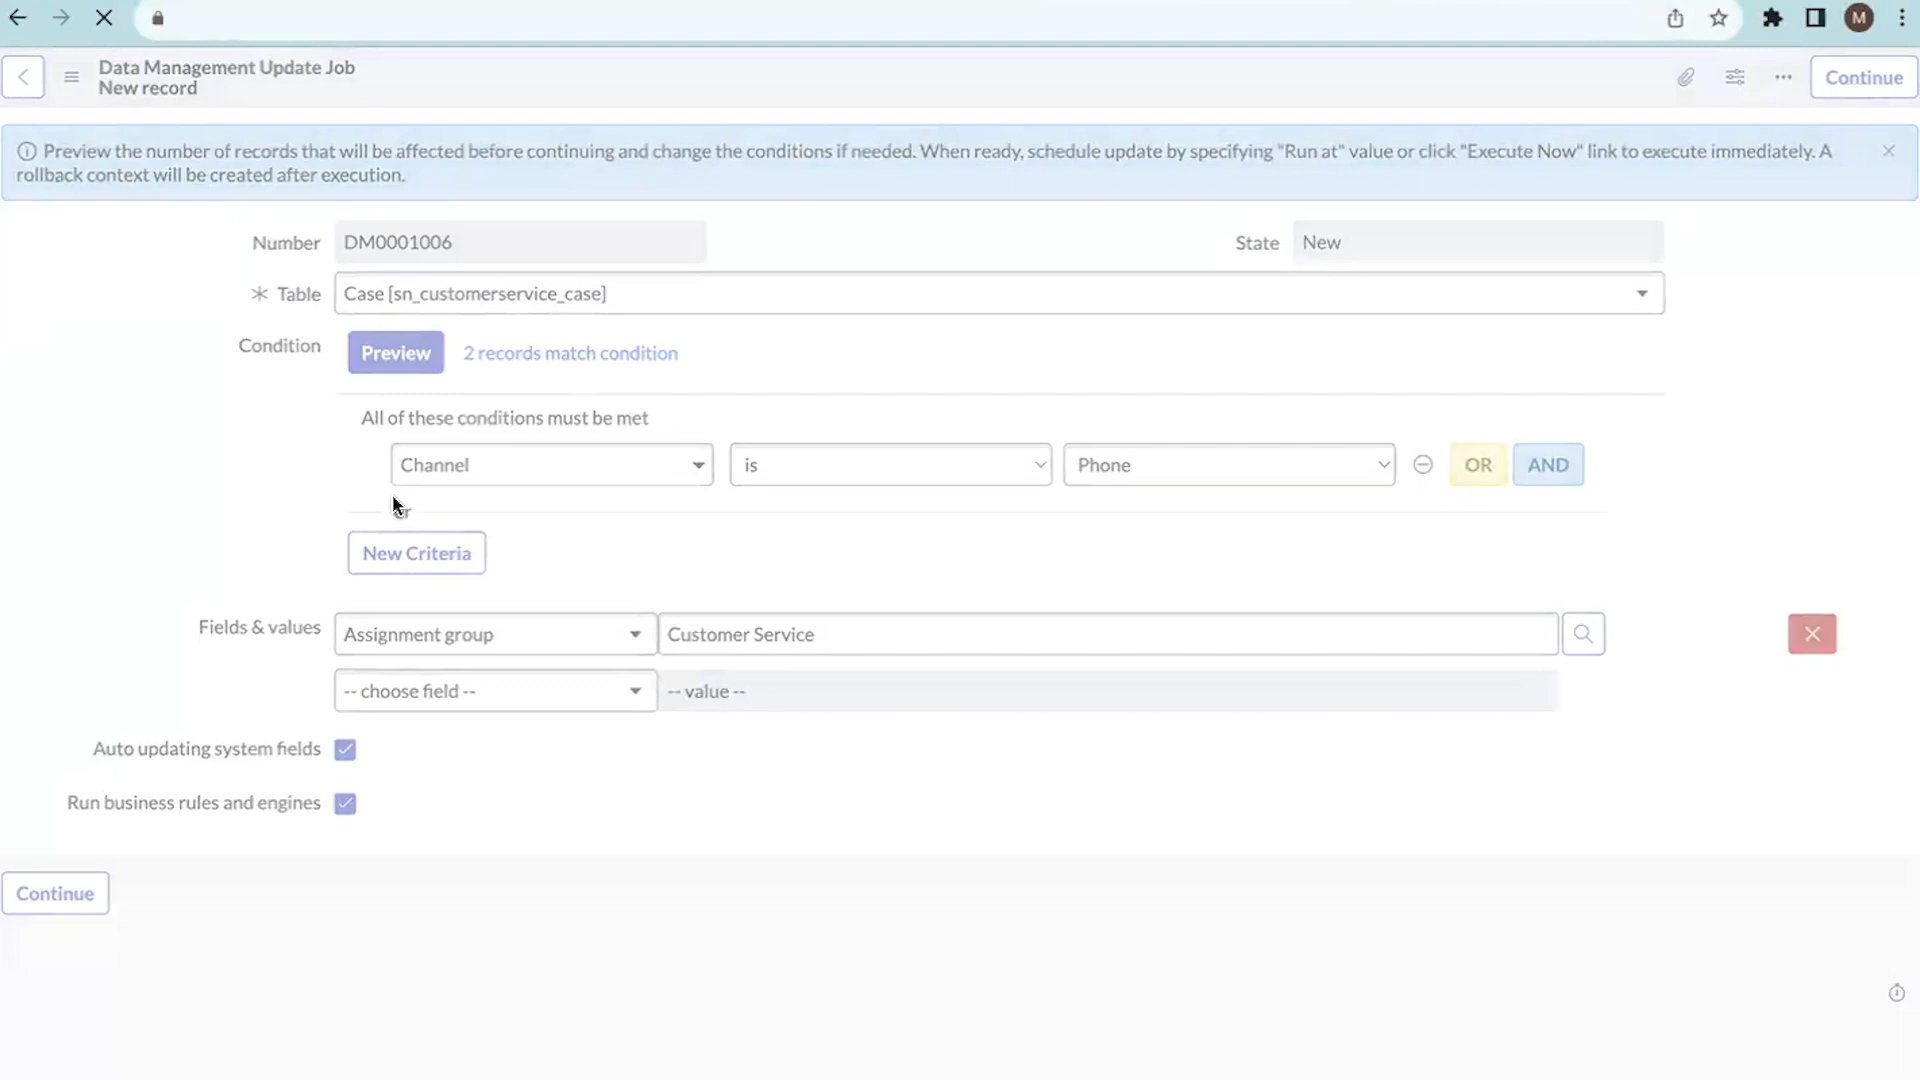 M
Data Management Update Job
New record
Continue
Preview the number of records that will be affected before continuing and change the conditions if needed. When ready, schedule update by specifying "Run at" value or click "Execute Now" link to execute immediately. A
rollback context will be created after execution.
Number DM0001006 State New
Table Case [sn_customerservice_case]
Condition Preview 2 records match condition
All of these conditions must be met
Channel is Phone OR AND
or
New Criteria
Fields & values Assignment group Customer Service
-- choose field -- -- value --
Auto updating system fields
Run business rules and engines
Continue